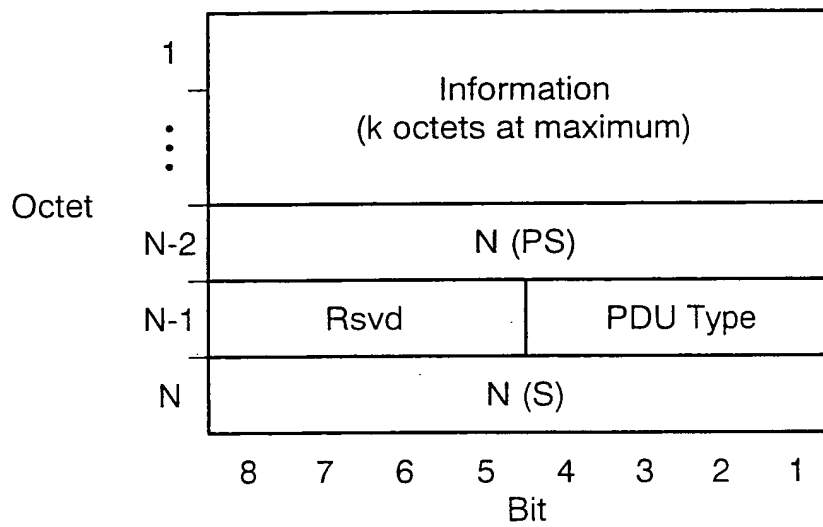 1
Information
(k octets at maximum)
Octet
N-2
N (PS)
N-1
Rsvd
PDU Type
N
N (S)
8 7 6 5 4 3 2 1
Bit